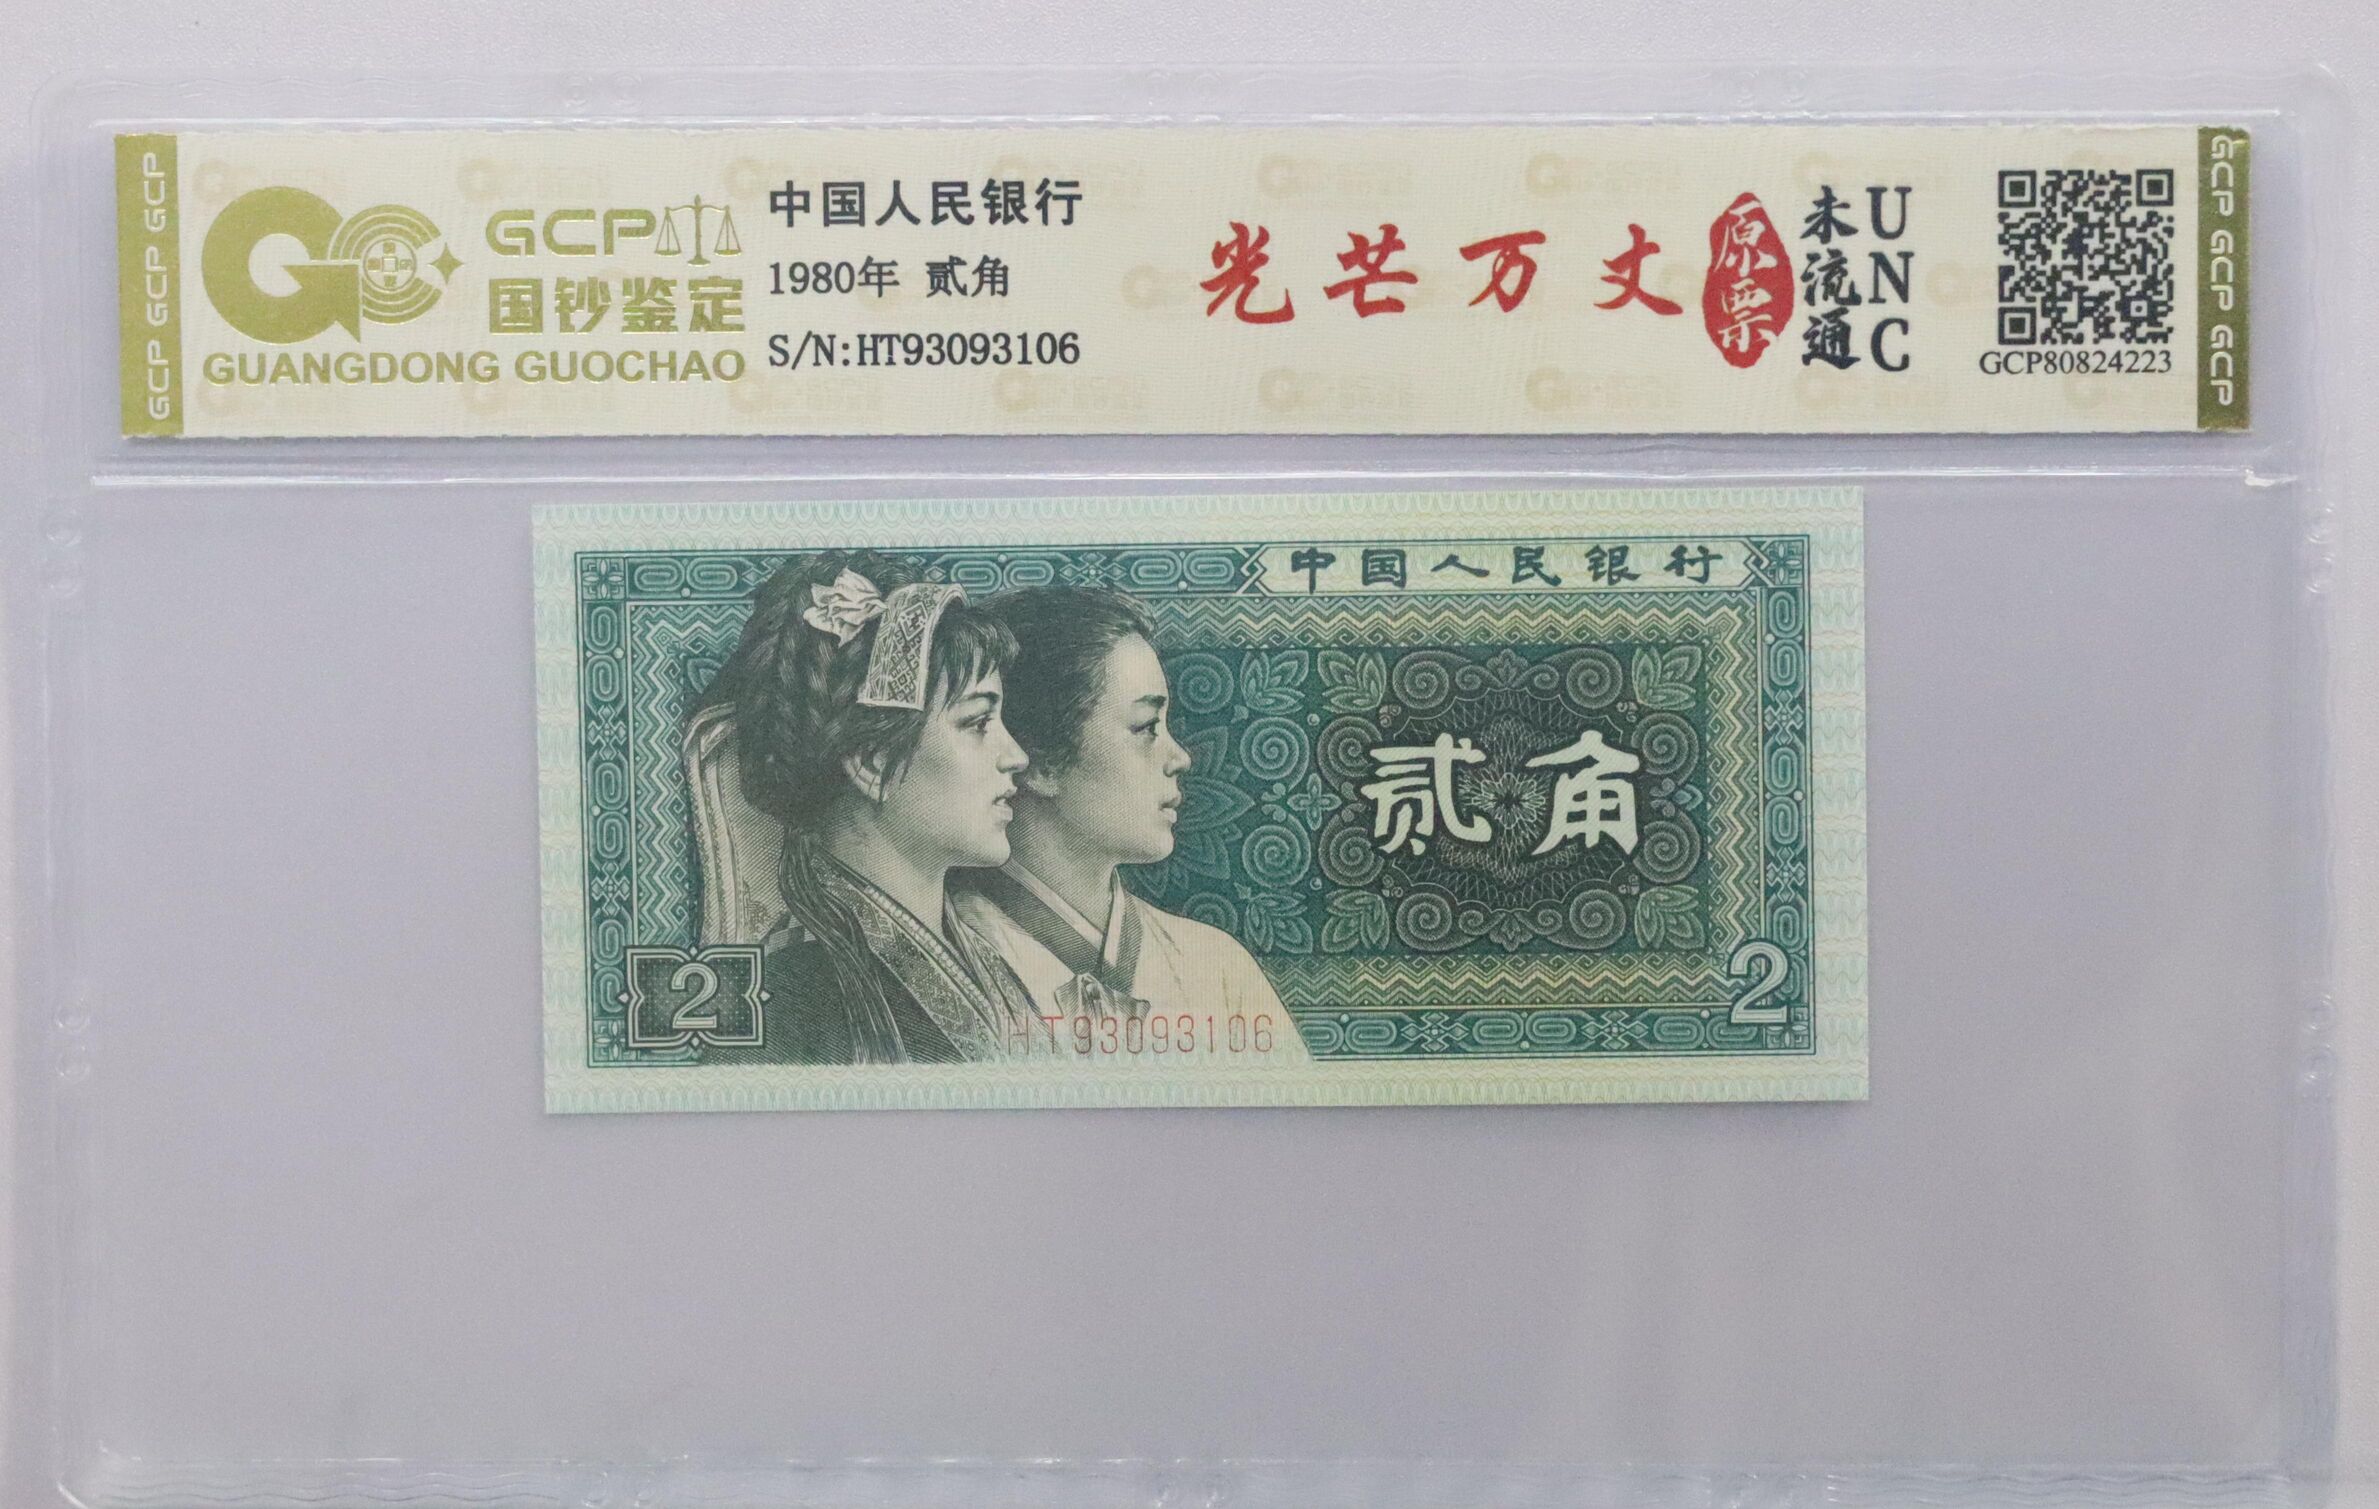 GCP GCP GCP
GCP
国钞鉴定
GUANGDONG GUOCHAO
中国人民银行
1980年 贰角
S/N:HT93093106
光芒万丈
原票
未流通
UNC
GCP80824223
GCP GCP GCP
中国人民银行
贰角
2
2
HT93093106